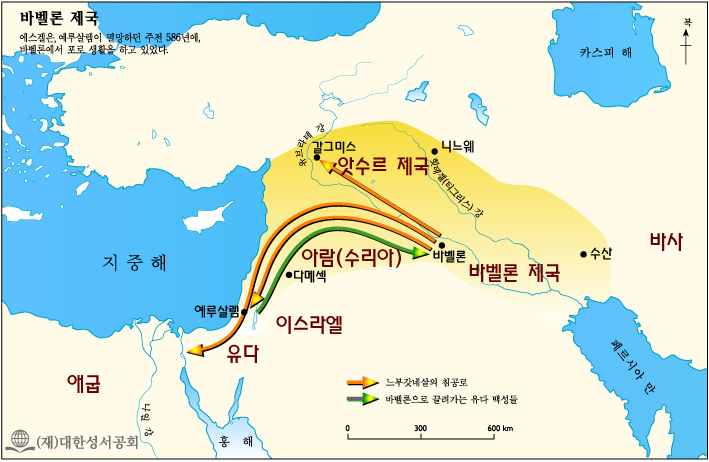 바벨론 제국
에스겔은, 예루살렘이 멸망하던 주전 586년에,
바벨론에서 포로 생활을 하고 있었다.
북
카스피 해
유브라데 강
갈그미스
니느웨
앗수르 제국
힛데겔(티그리스) 강
바사
지 중 해
아람(수리아)
바벨론
수산
다메섹
바벨론 제국
예루살렘
이스라엘
유다
페르시아 만
애굽
느부갓네살의 침공로
바벨론으로 끌려가는 유다 백성들
나일 강
홍 해
0 300 600 km
(재)대한성서공회